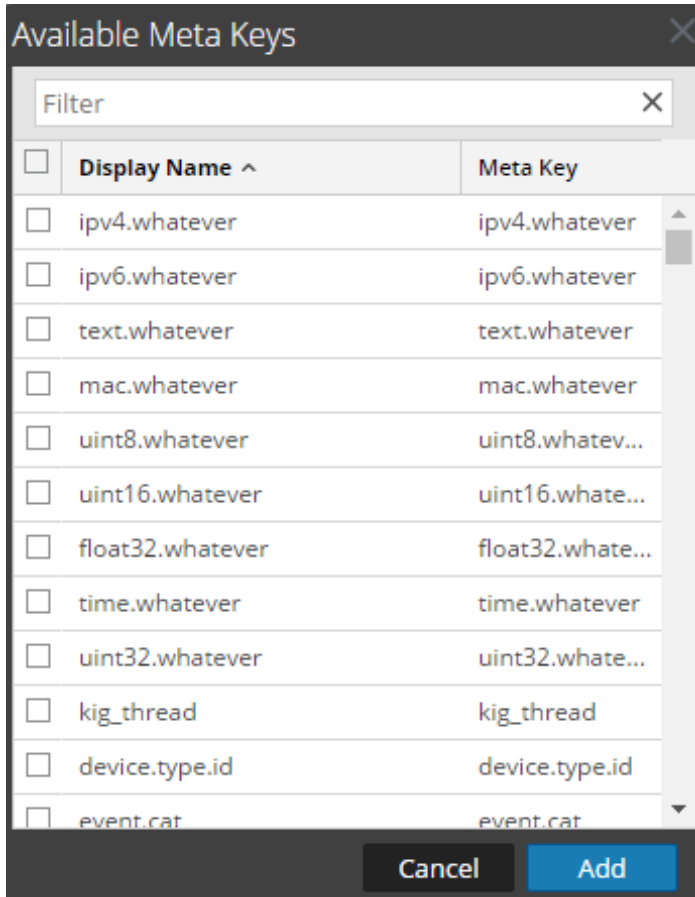 Available Meta Keys
Filter
Display Name Meta Key
ipv4.whatever ipv4.whatever
ipv6.whatever ipv6.whatever
text.whatever text.whatever
mac.whatever mac.whatever
uint8.whatever uint8.whatev...
uint16.whatever uint16.whate...
float32.whatever float32.whate...
time.whatever time.whatever
uint32.whatever uint32.whate...
kig_thread kig_thread
device.type.id device.type.id
event.cat event.cat
Cancel Add